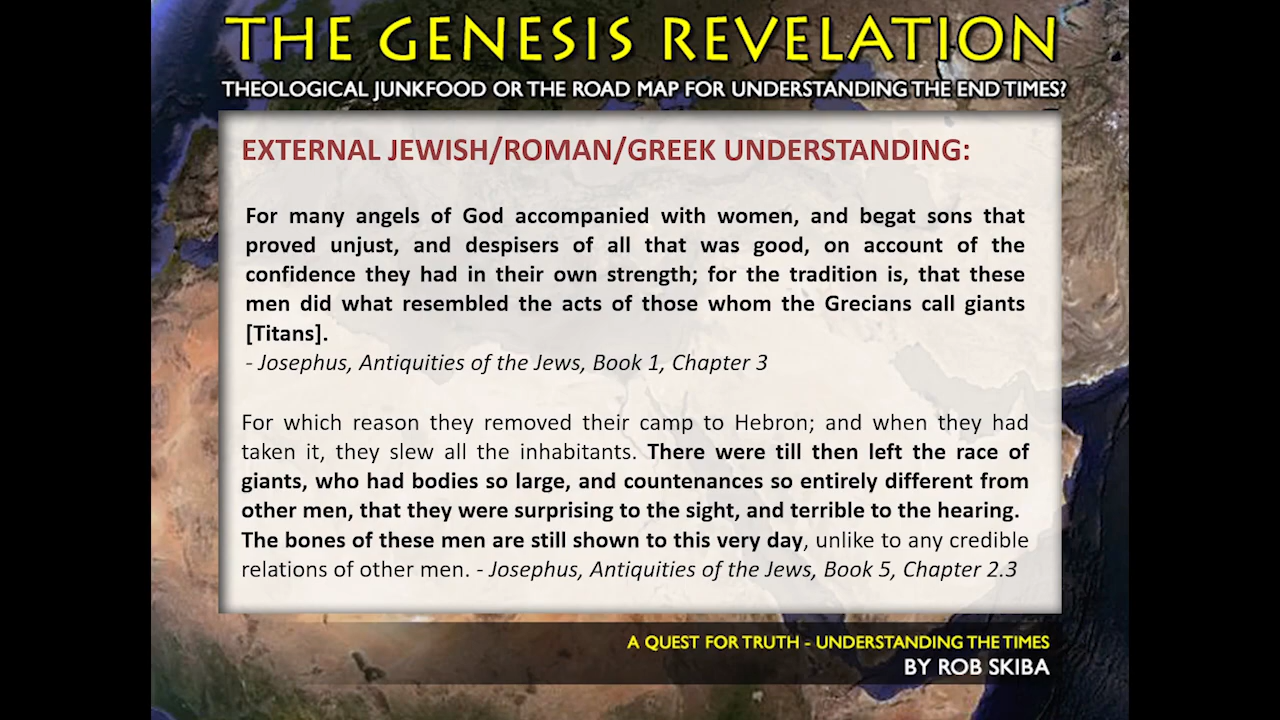 THE GENESIS REVELATION
THEOLOGICAL JUNKFOOD OR THE ROAD MAP FOR UNDERSTANDING THE END TIMES?
EXTERNAL JEWISH/ROMAN/GREEK UNDERSTANDING:
For many angels of God accompanied with women, and begat sons that
proved unjust, and despisers of all that was good, on account of the
confidence they had in their own strength; for the tradition is, that these
men did what resembled the acts of those whom the Grecians call giants
[Titans].
- Josephus, Antiquities of the Jews, Book 1, Chapter 3
For which reason they removed their camp to Hebron; and when they had
taken it, they slew all the inhabitants. There were till then left the race of
giants, who had bodies so large, and countenances so entirely different from
other men, that they were surprising to the sight, and terrible to the hearing.
The bones of these men are still shown to this very day, unlike to any credible
relations of other men. - Josephus, Antiquities of the Jews, Book 5, Chapter 2.3
A QUEST FOR TRUTH - UNDERSTANDING THE TIMES
BY ROB SKIBA